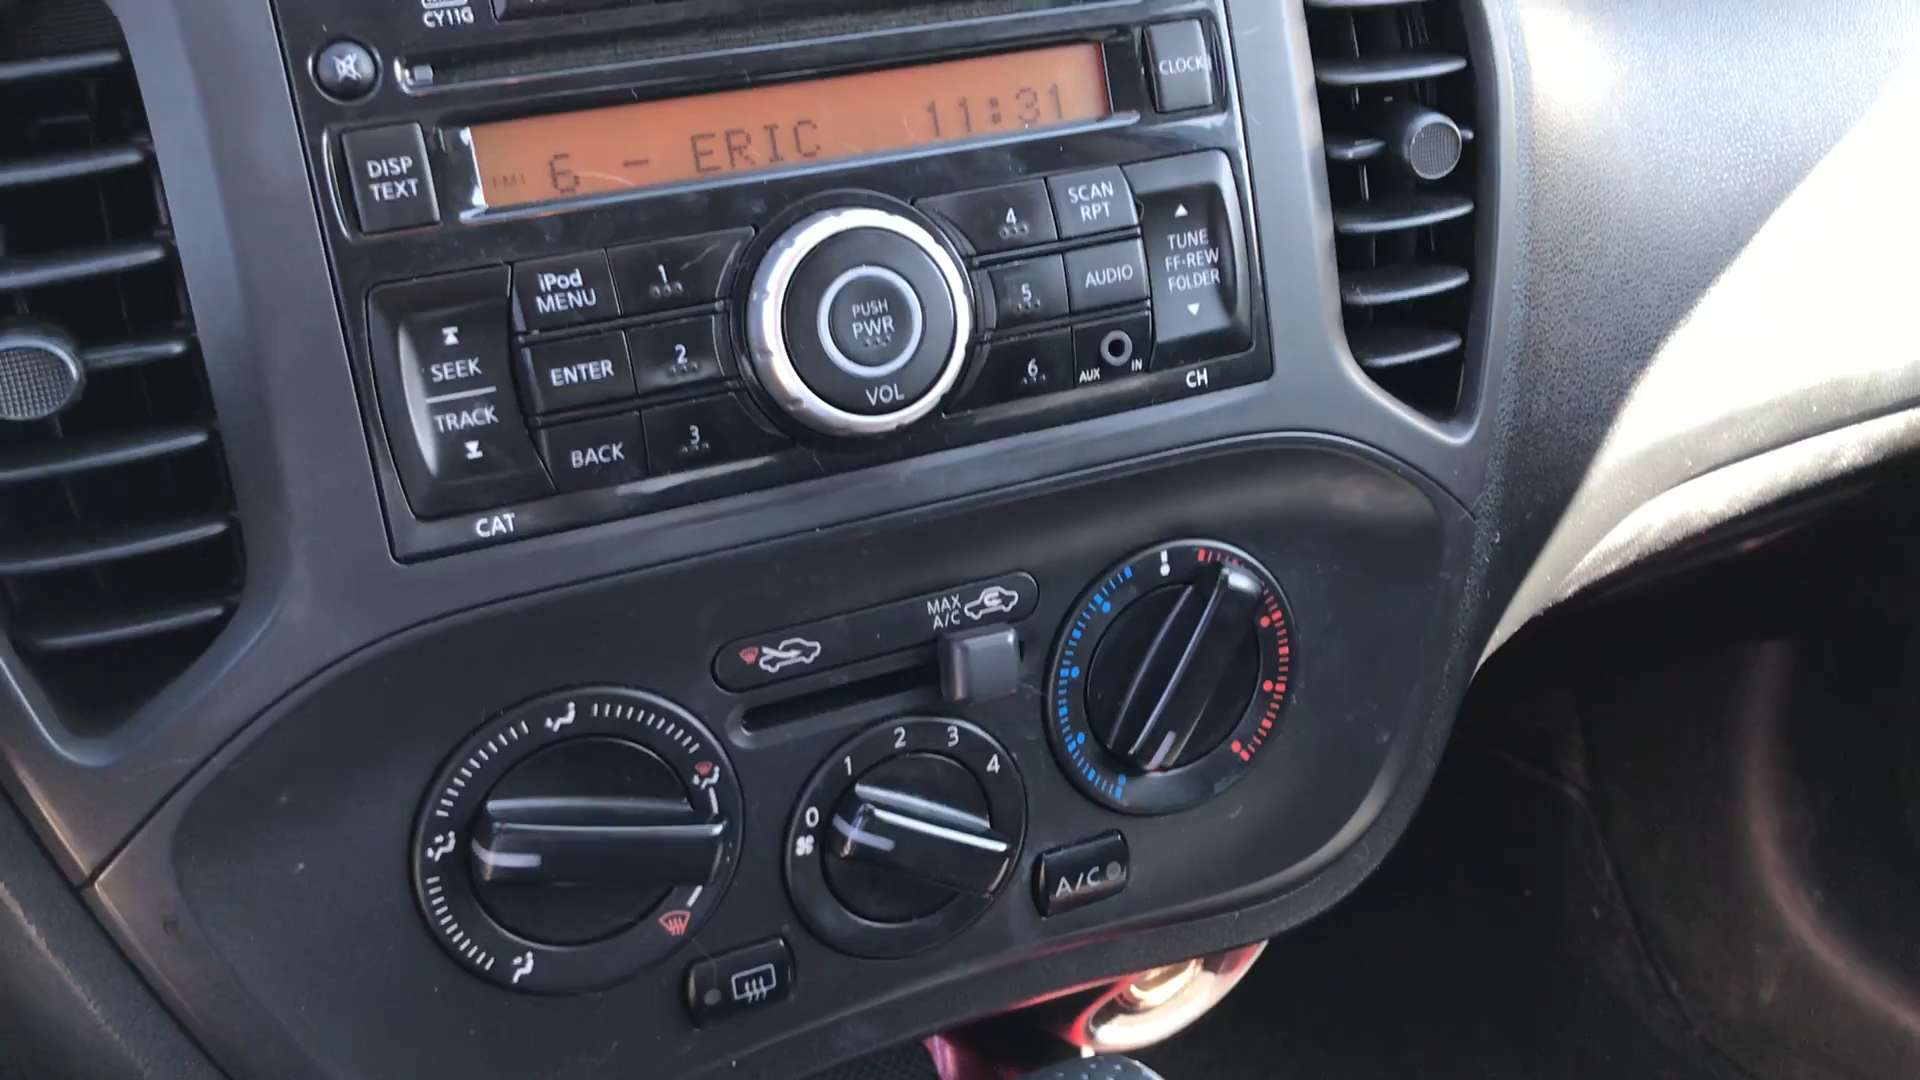 CY11G
CLOCK
FM1 6 - ERIC 11:31
DISP
TEXT
iPod
MENU
1
4
SCAN
RPT
TUNE
FF·REW
FOLDER
SEEK
TRACK
ENTER
2
PUSH
PWR
VOL
5
AUDIO
BACK
3
6
AUX IN
CH
CAT
MAX
A/C
0
1
2
3
4
A/C